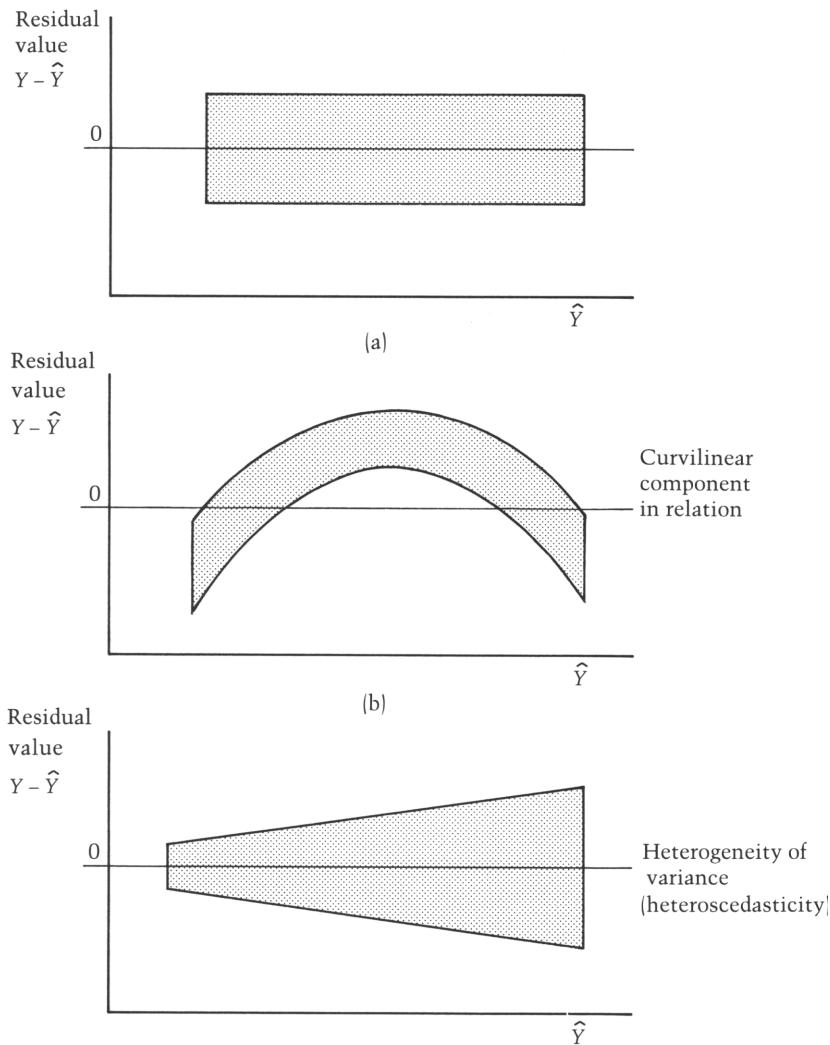 Residual
value
Y – Ŷ
0
Ŷ
(a)
Residual
value
Y – Ŷ
0
Curvilinear
component
in relation
Ŷ
(b)
Residual
value
Y – Ŷ
0
Heterogeneity of
variance
(heteroscedasticity)
Ŷ